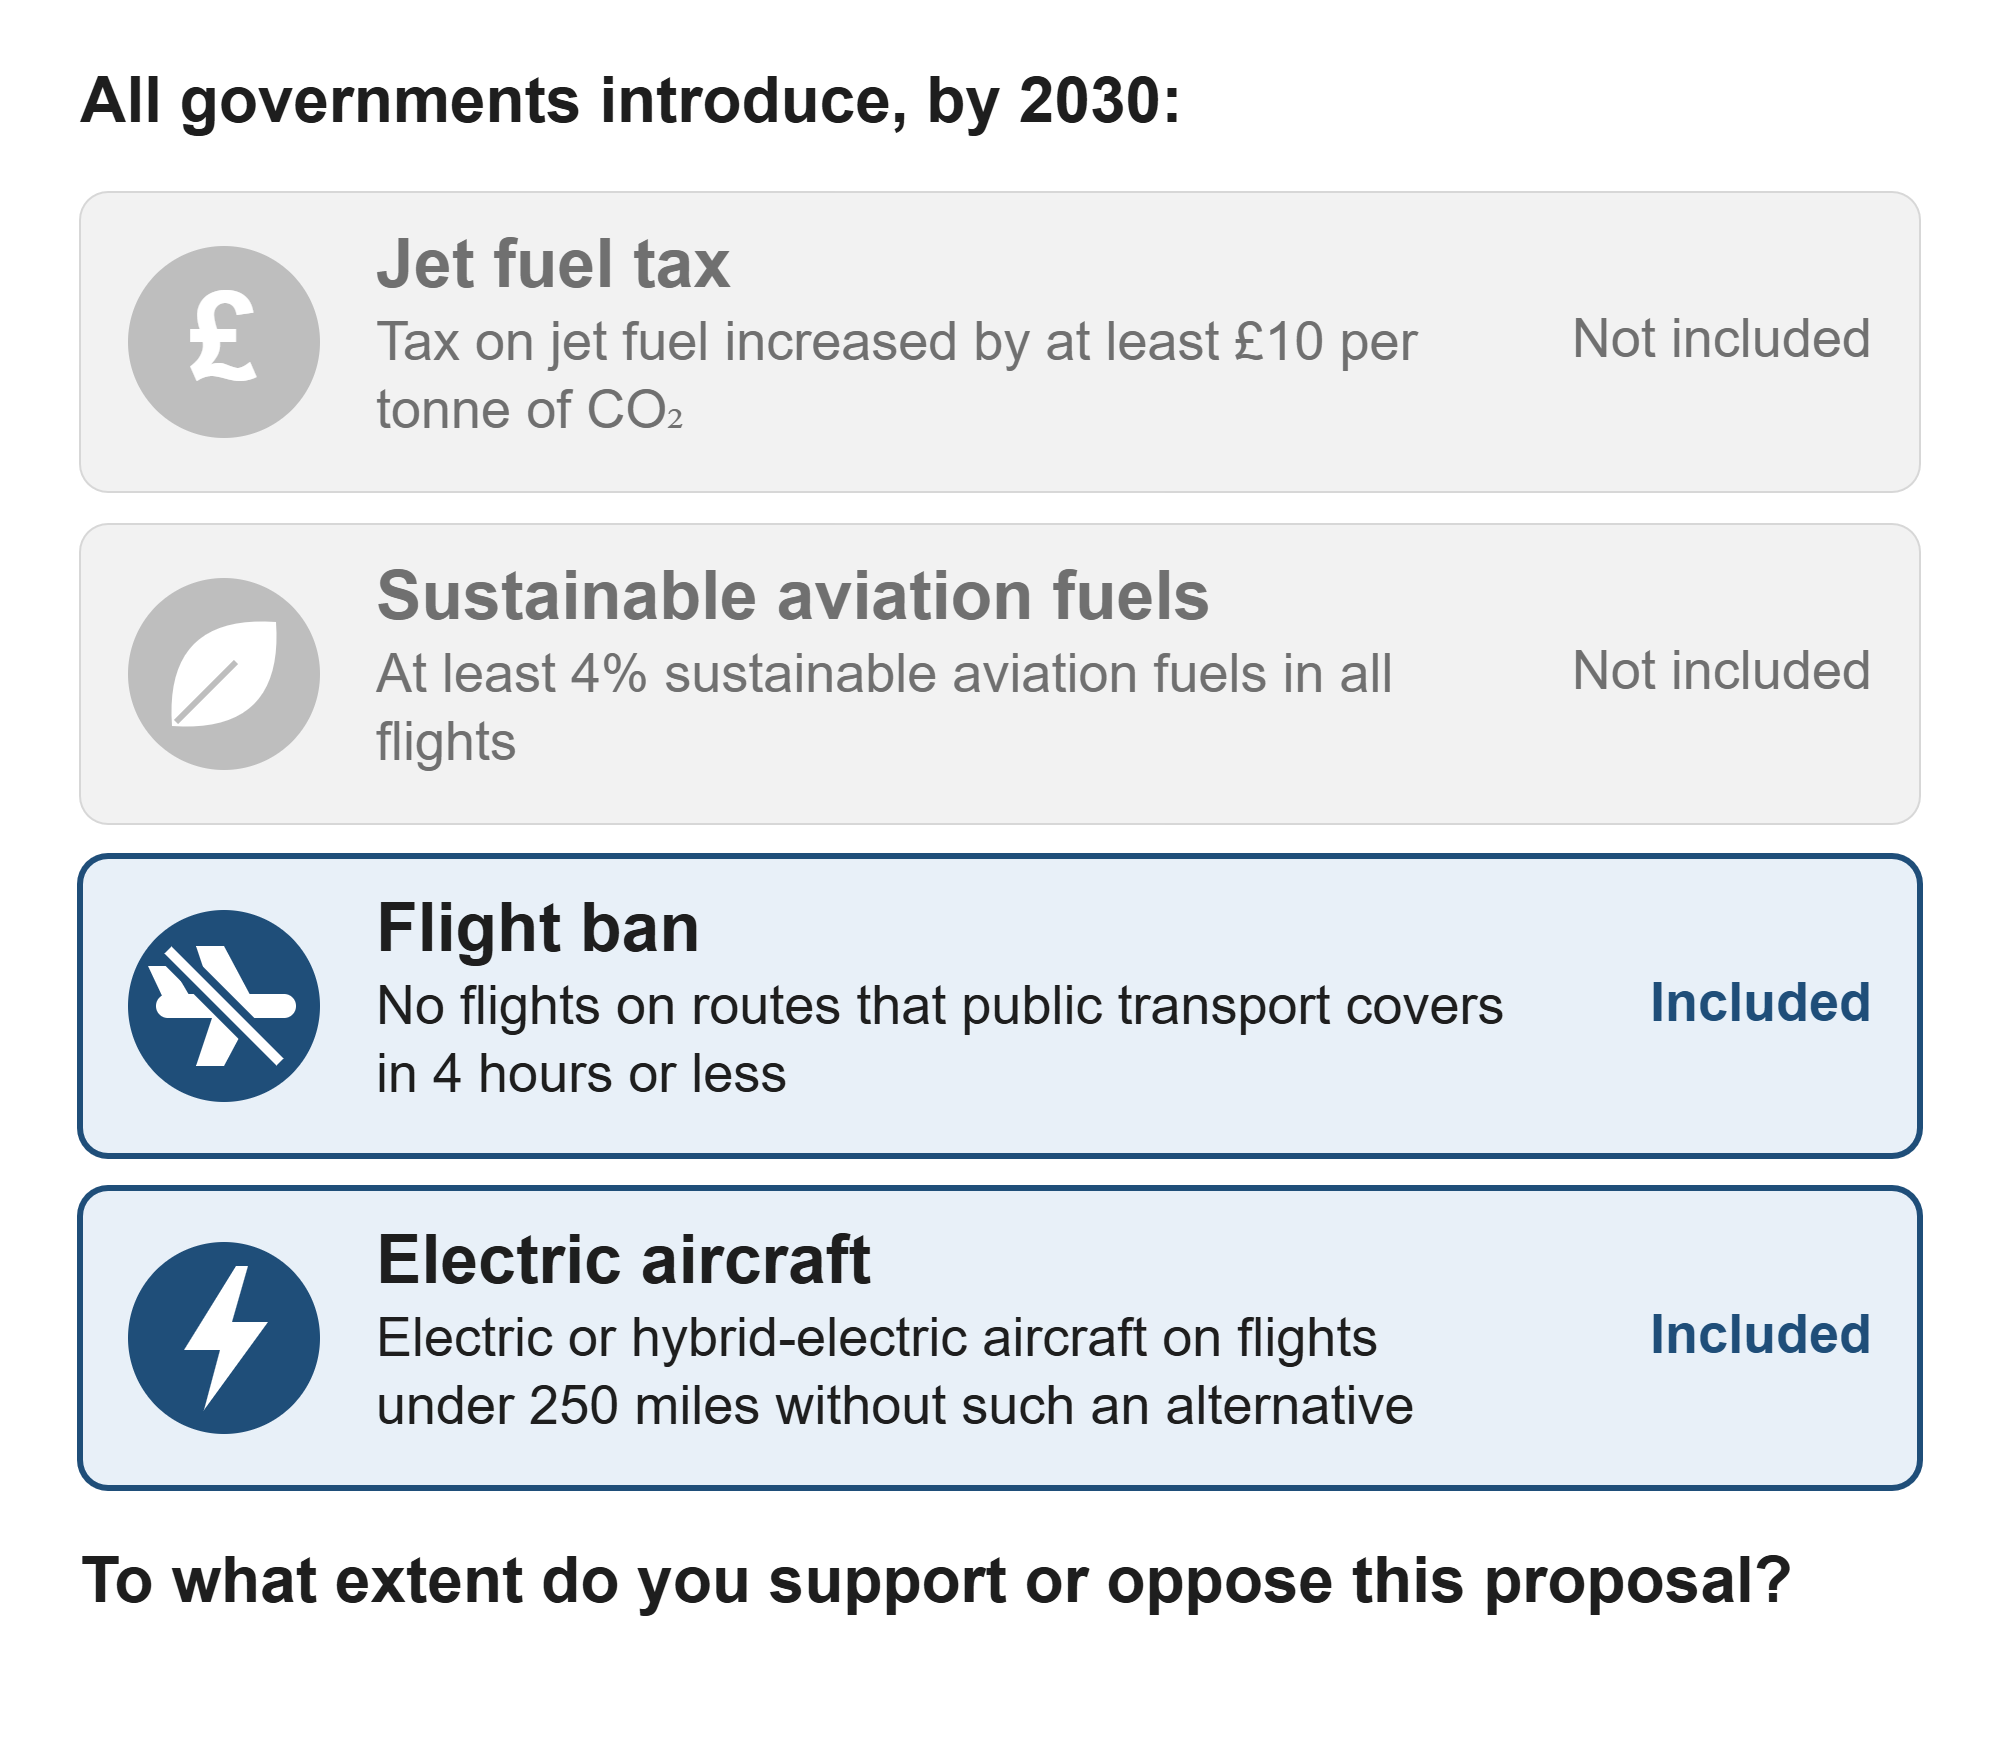 All governments introduce, by 2030:
£
Jet fuel tax
Tax on jet fuel increased by at least £10 per
tonne of CO₂
Not included
Sustainable aviation fuels
At least 4% sustainable aviation fuels in all
flights
Not included
Flight ban
No flights on routes that public transport covers
in 4 hours or less
Included
Electric aircraft
Electric or hybrid-electric aircraft on flights
under 250 miles without such an alternative
Included
To what extent do you support or oppose this proposal?